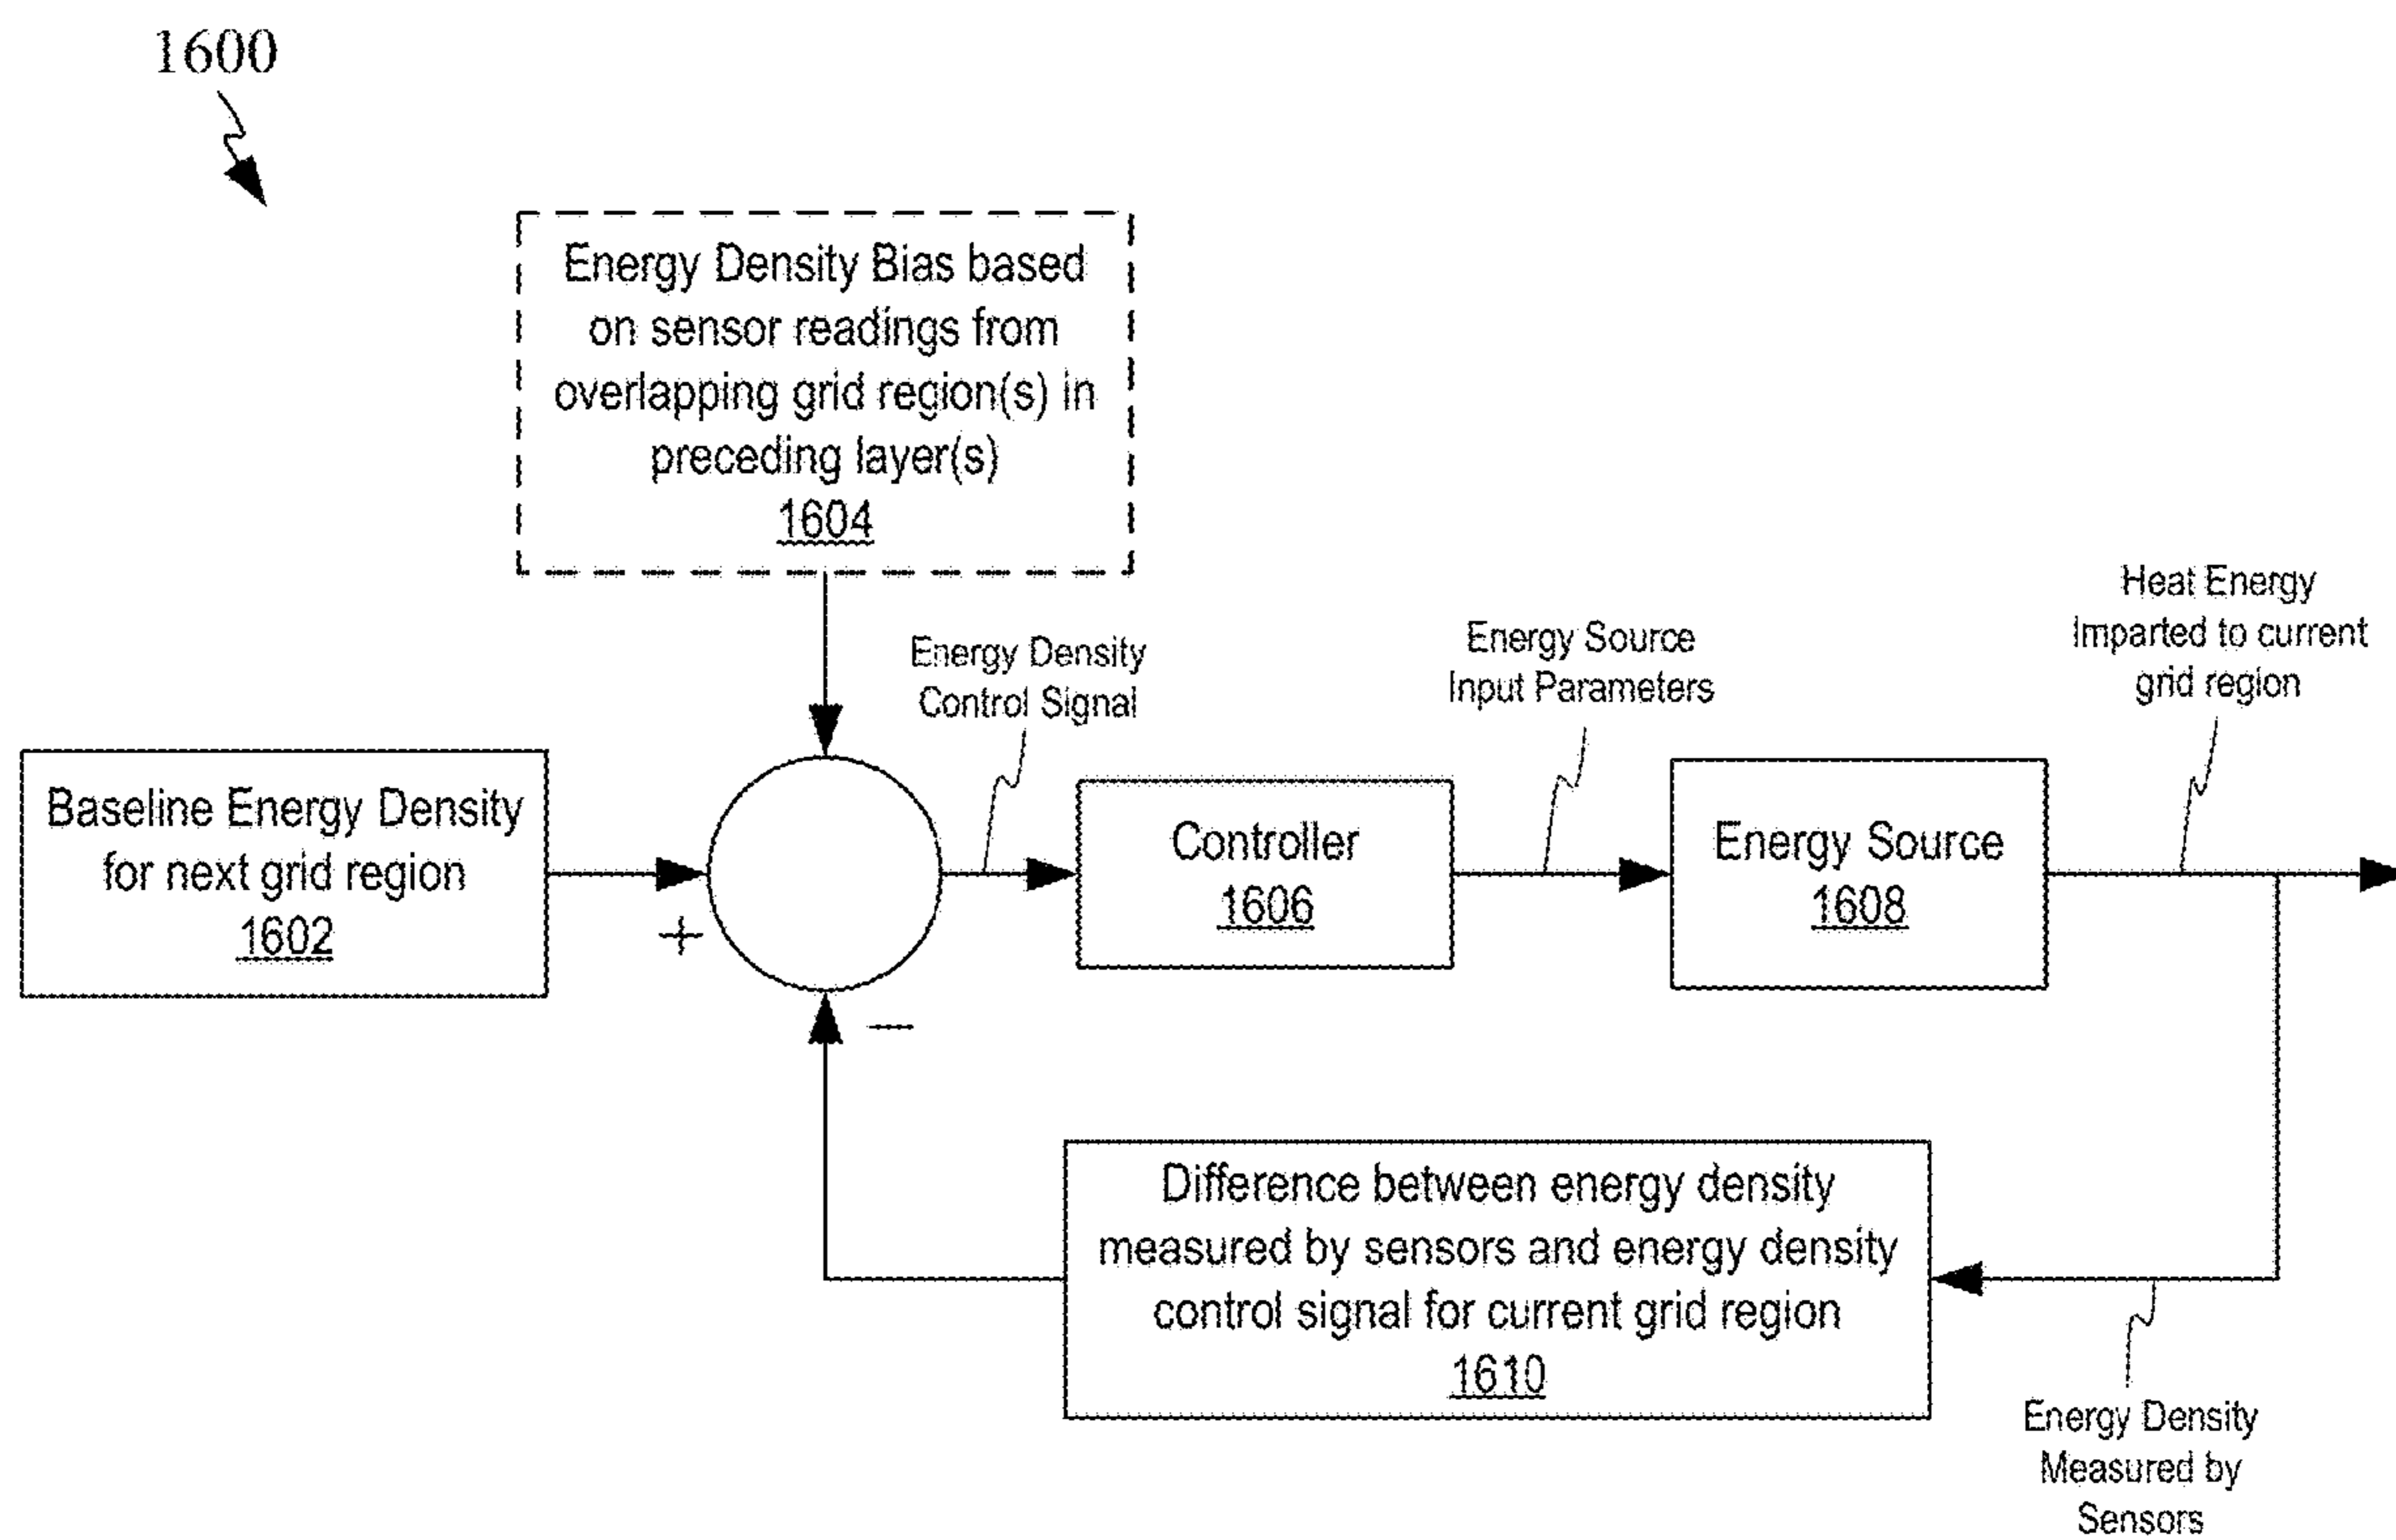 1600
Energy Density Bias based
on sensor readings from
overlapping grid region(s) in
preceding layer(s)
1604
Heat Energy
Imparted to current
grid region
Energy Density
Control Signal
Energy Source
Input Parameters
Baseline Energy Density
for next grid region
1602
+
Controller
1606
Energy Source
1608
−
Difference between energy density
measured by sensors and energy density
control signal for current grid region
1610
Energy Density
Measured by
Sensors